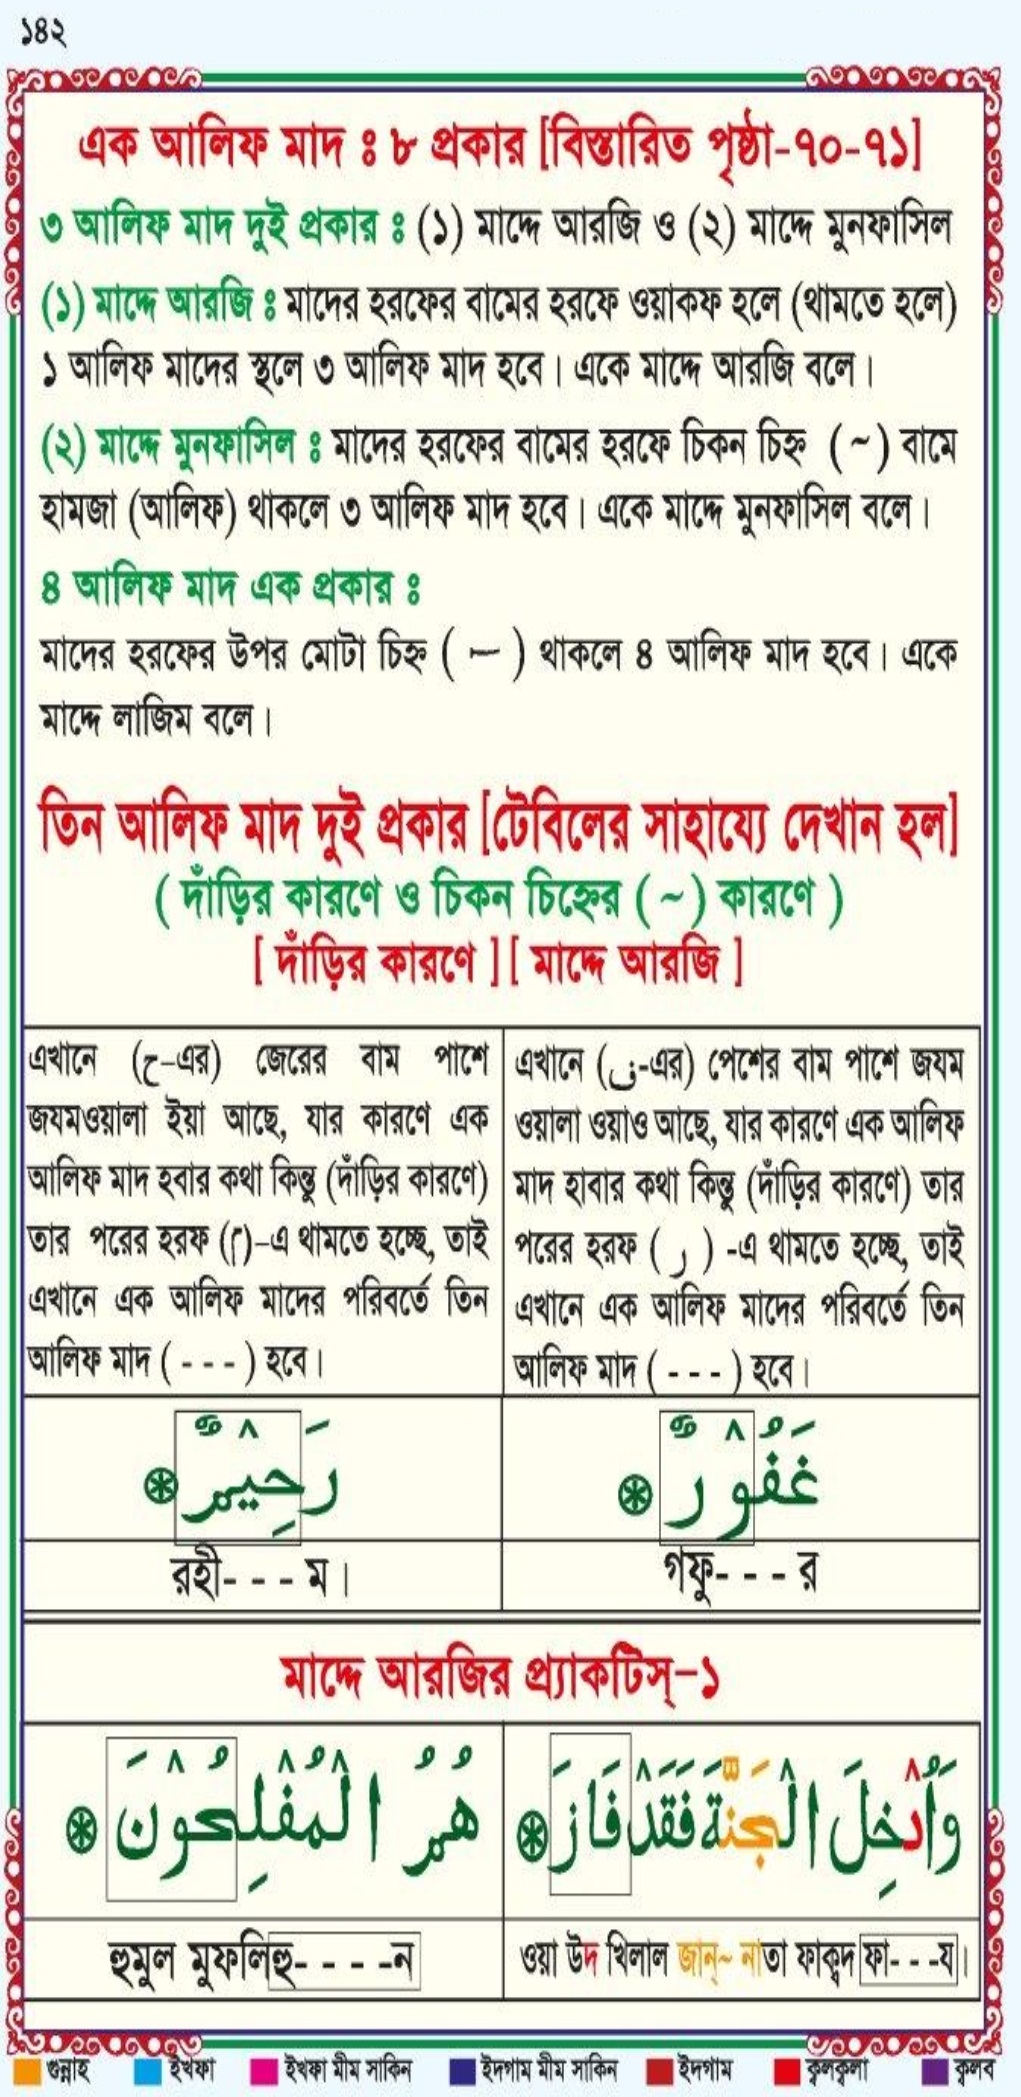 ১৪২
এক আলিফ মাদ ঃ ৮ প্রকার [বিস্তারিত পৃষ্ঠা-৭০-৭১]
৩ আলিফ মাদ দুই প্রকার ঃ (১) মাদ্দে আরজি ও (২) মাদ্দে মুনফাসিল
(১) মাদ্দে আরজি ঃ মাদের হরফের বামের হরফে ওয়াকফ হলে (থামতে হলে)
১ আলিফ মাদের স্থলে ৩ আলিফ মাদ হবে। একে মাদ্দে আরজি বলে।
(২) মাদ্দে মুনফাসিল ঃ মাদের হরফের বামের হরফে চিকন চিহ্ন (~) বামে
হামজা (আলিফ) থাকলে ৩ আলিফ মাদ হবে। একে মাদ্দে মুনফাসিল বলে।
৪ আলিফ মাদ এক প্রকার ঃ
মাদের হরফের উপর মোটা চিহ্ন ( ー ) থাকলে ৪ আলিফ মাদ হবে। একে
মাদ্দে লাজিম বলে।
তিন আলিফ মাদ দুই প্রকার [টেবিলের সাহায্যে দেখান হল]
( দাঁড়ির কারণে ও চিকন চিহ্নের (~) কারণে )
[ দাঁড়ির কারণে ] [ মাদ্দে আরজি ]
এখানে (ح-এর) জেরের বাম পাশে
জযমওয়ালা ইয়া আছে, যার কারণে এক
আলিফ মাদ হবার কথা কিন্তু (দাঁড়ির কারণে)
তার পরের হরফ (م)-এ থামতে হচ্ছে, তাই
এখানে এক আলিফ মাদের পরিবর্তে তিন
আলিফ মাদ ( - - - ) হবে।
এখানে (ف-এর) পেশের বাম পাশে জযম
ওয়ালা ওয়াও আছে, যার কারণে এক আলিফ
মাদ হাবার কথা কিন্তু (দাঁড়ির কারণে) তার
পরের হরফ ( ر ) -এ থামতে হচ্ছে, তাই
এখানে এক আলিফ মাদের পরিবর্তে তিন
আলিফ মাদ ( - - - ) হবে।
رَحِيْمٌ
غَفُوْرٌ
রহী- - - ম।
গফু- - - র
মাদ্দে আরজির প্র্যাকটিস্-১
هُمُ الْمُفْلِحُوْنَ
وَاُدْخِلَ الْجَنَّةَ فَقَدْ فَازَ
হুমুল মুফলিহু- - - -ন
ওয়া উদ খিলাল জান্~ নাতা ফাক্বদ ফা- - -য।
গুন্নাহ ইখফা ইখফা মীম সাকিন ইদগাম মীম সাকিন ইদগাম ক্বলক্বলা ক্বলব